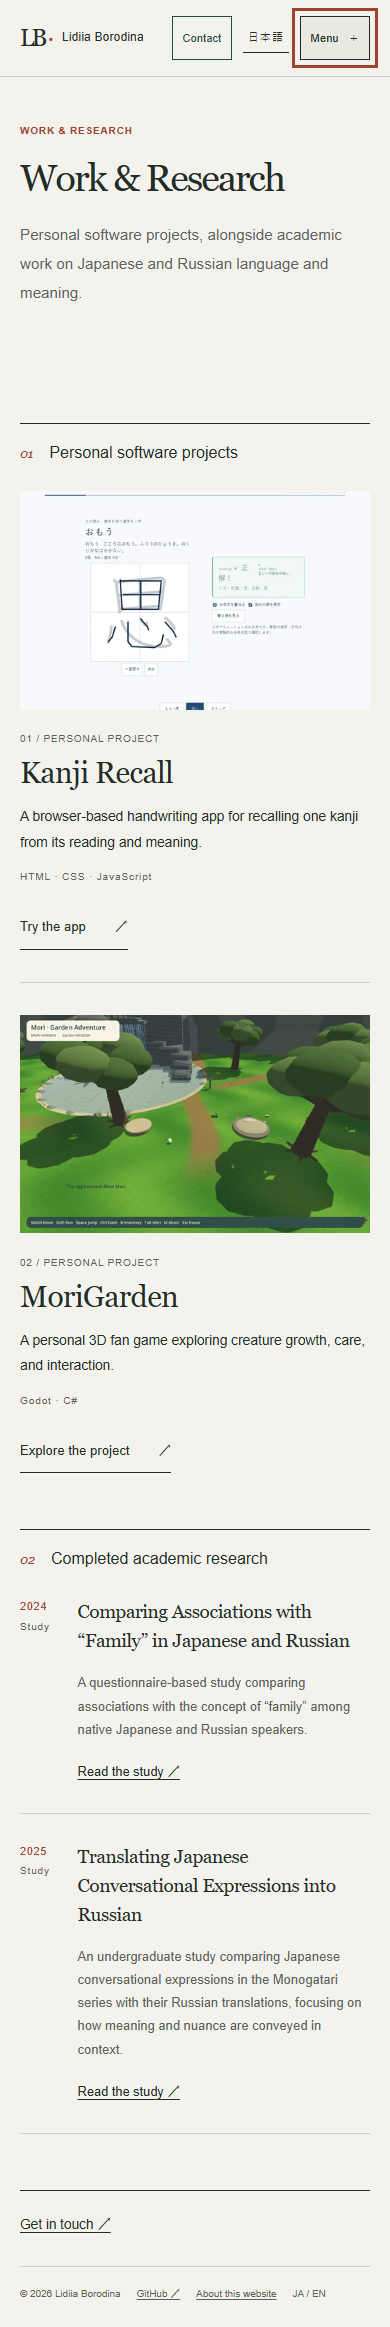 LB
Lidiia Borodina
Contact
日本語
Menu +
WORK & RESEARCH
Work & Research
Personal software projects, alongside academic
work on Japanese and Russian language and
meaning.
01 Personal software projects
おもう
01 / PERSONAL PROJECT
Kanji Recall
A browser-based handwriting app for recalling one kanji
from its reading and meaning.
HTML · CSS · JavaScript
Try the app
Mori · Garden Adventure
02 / PERSONAL PROJECT
MoriGarden
A personal 3D fan game exploring creature growth, care,
and interaction.
Godot · C#
Explore the project
02 Completed academic research
2024
Study
Comparing Associations with
“Family” in Japanese and Russian
A questionnaire-based study comparing
associations with the concept of “family” among
native Japanese and Russian speakers.
Read the study
2025
Study
Translating Japanese
Conversational Expressions into
Russian
An undergraduate study comparing Japanese
conversational expressions in the Monogatari
series with their Russian translations, focusing on
how meaning and nuance are conveyed in
context.
Read the study
Get in touch
© 2026 Lidiia Borodina GitHub About this website JA / EN